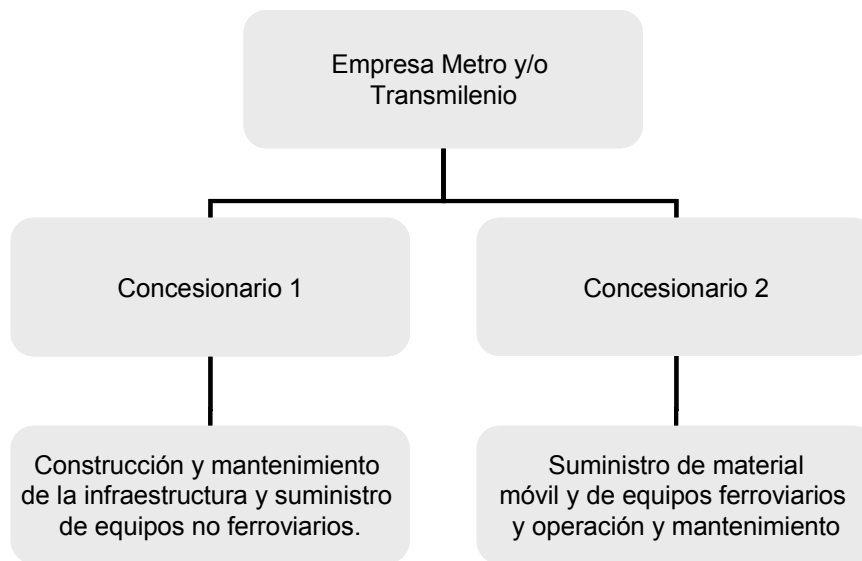 Empresa Metro y/o
Transmilenio
Concesionario 1
Concesionario 2
Construcción y mantenimiento
de la infraestructura y suministro
de equipos no ferroviarios.
Suministro de material
móvil y de equipos ferroviarios
y operación y mantenimiento